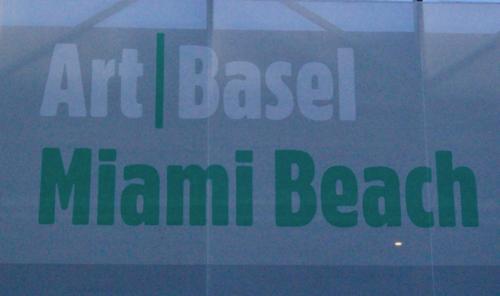 Art | Basel
Miami Beach